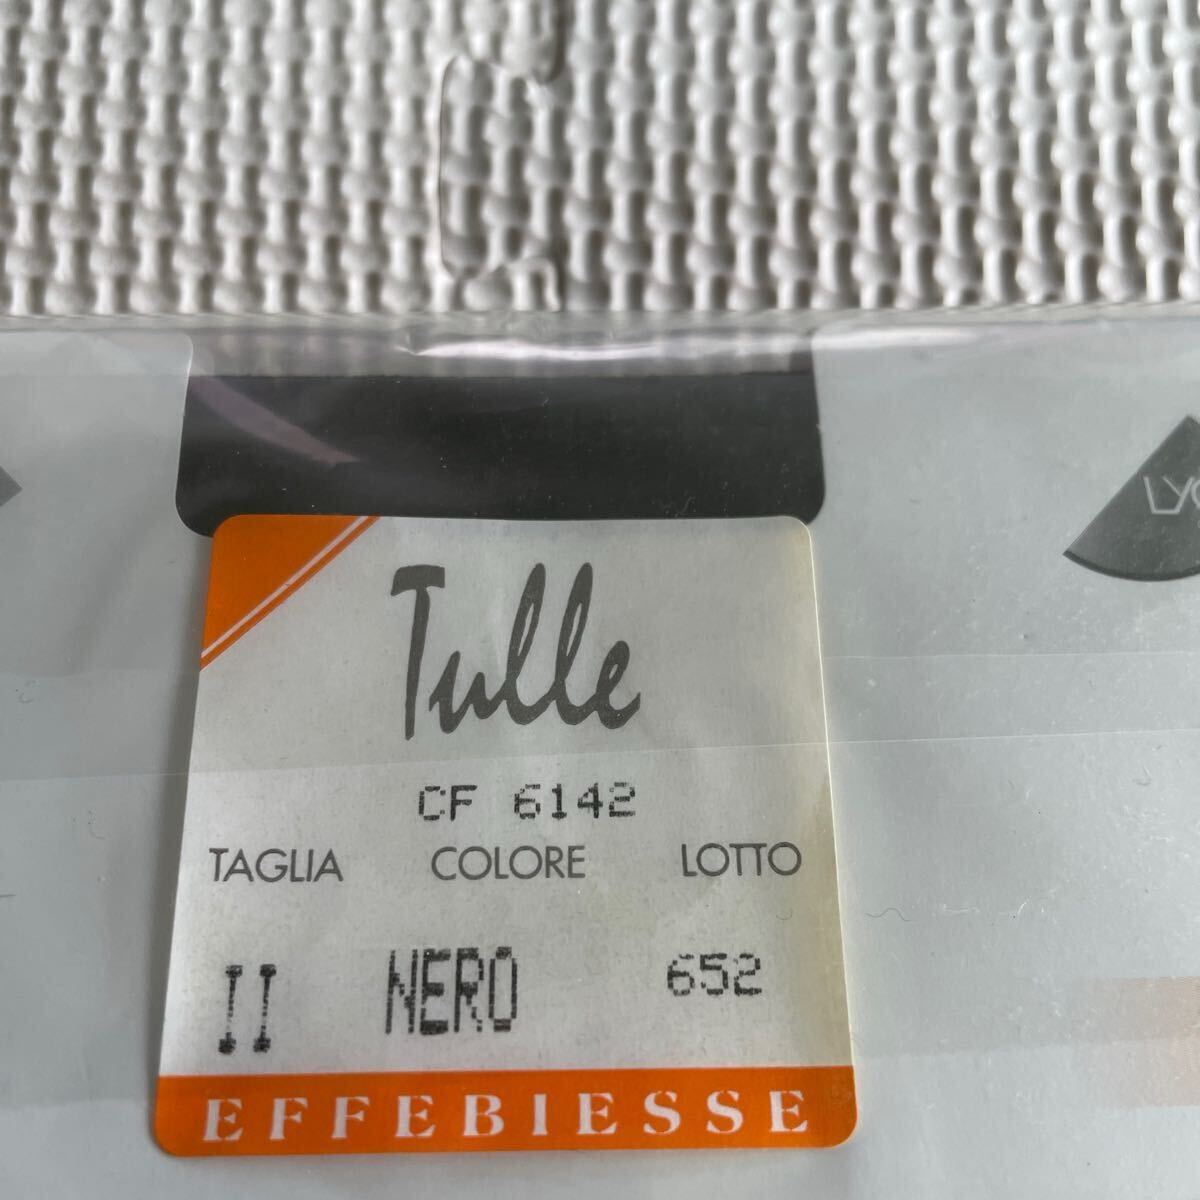 Tulle
CF 6142
TAGLIA COLORE LOTTO
II NERO 652
EFFEBIESSE